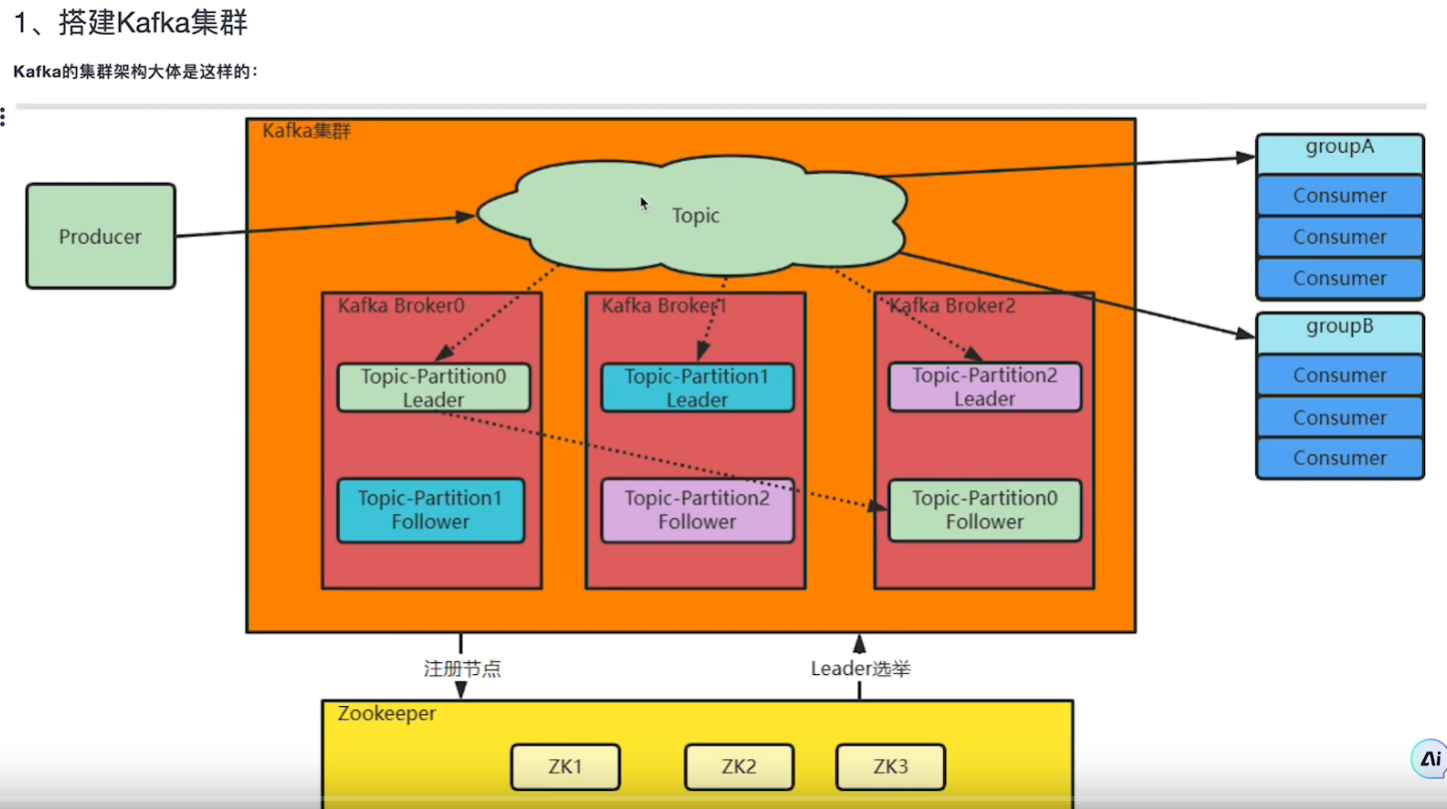 1、搭建Kafka集群
Kafka的集群架构大体是这样的：
Kafka集群
Producer
Topic
groupA
Consumer
Consumer
Consumer
groupB
Consumer
Consumer
Consumer
Kafka Broker0
Topic-Partition0
Leader
Topic-Partition1
Follower
Kafka Broker1
Topic-Partition1
Leader
Topic-Partition2
Follower
Kafka Broker2
Topic-Partition2
Leader
Topic-Partition0
Follower
注册节点
Leader选举
Zookeeper
ZK1
ZK2
ZK3
Ai